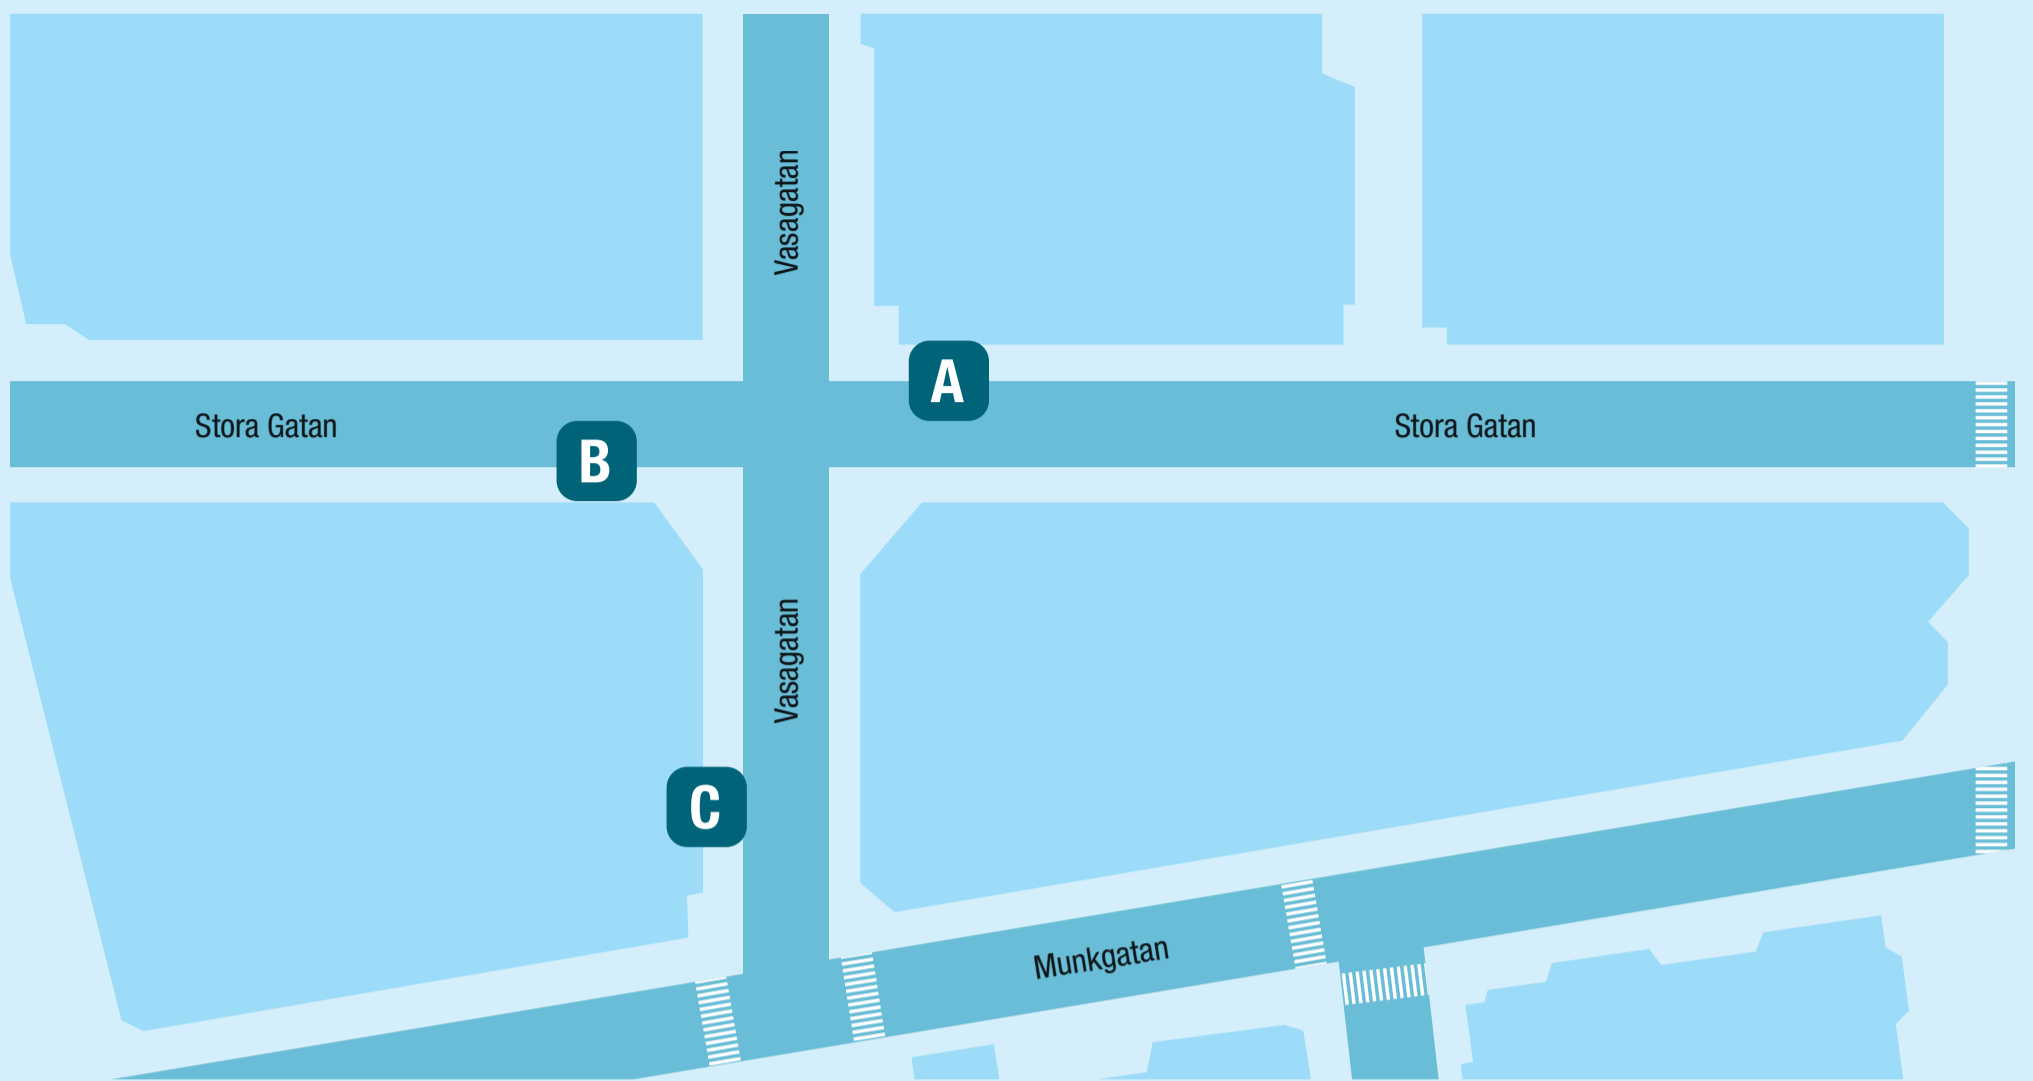 Vasagatan
A
Stora Gatan
Stora Gatan
B
Vasagatan
C
Munkgatan